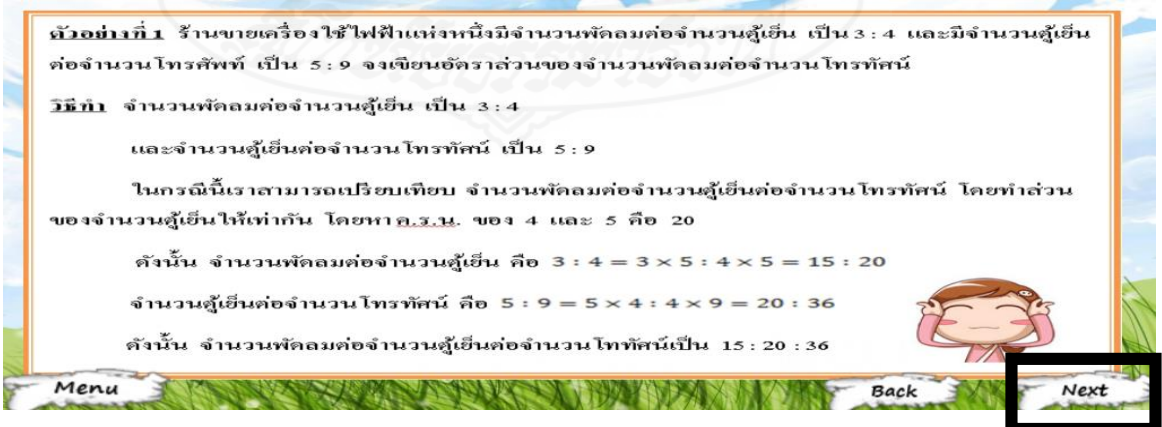 ตัวอย่างที่ 1 ร้านขายเครื่องใช้ไฟฟ้าแห่งหนึ่งมีจำนวนพัดลมต่อจำนวนตู้เย็น เป็น 3 : 4 และมีจำนวนตู้เย็น
ต่อจำนวนโทรศัพท์ เป็น 5 : 9 จงเขียนอัตราส่วนของจำนวนพัดลมต่อจำนวนโทรทัศน์
วิธีทำ จำนวนพัดลมต่อจำนวนตู้เย็น เป็น 3 : 4
และจำนวนตู้เย็นต่อจำนวนโทรทัศน์ เป็น 5 : 9
ในกรณีนี้เราสามารถเปรียบเทียบ จำนวนพัดลมต่อจำนวนตู้เย็นต่อจำนวนโทรทัศน์ โดยทำส่วน
ของจำนวนตู้เย็นให้เท่ากัน โดยหา ค.ร.น. ของ 4 และ 5 คือ 20
ดังนั้น จำนวนพัดลมต่อจำนวนตู้เย็น คือ 3 : 4 = 3 × 5 : 4 × 5 = 15 : 20
จำนวนตู้เย็นต่อจำนวนโทรทัศน์ คือ 5 : 9 = 5 × 4 : 4 × 9 = 20 : 36
ดังนั้น จำนวนพัดลมต่อจำนวนตู้เย็นต่อจำนวนโททัศน์เป็น 15 : 20 : 36
Menu
Back
Next